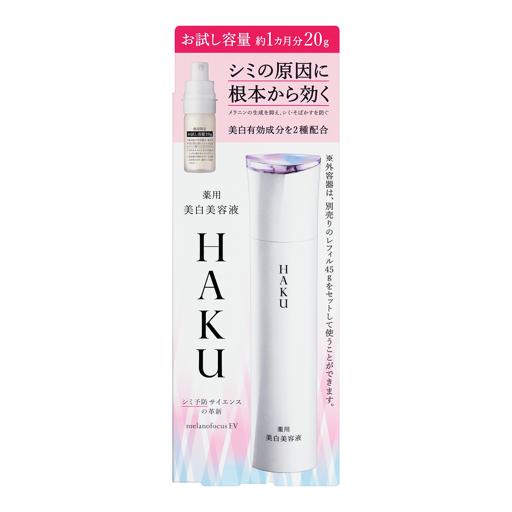 お試し容量 約1カ月分20g
シミの原因に
根本から効く
メラニンの生成を抑え、シミ・そばかすを防ぐ
美白有効成分を2種配合
薬用
美白美容液
HAKU
シミ予防サイエンス
の革新
melanofocus EV
HAKU
薬用
美白美容液
※外容器は、別売りのレフィル45gをセットして使うことができます。